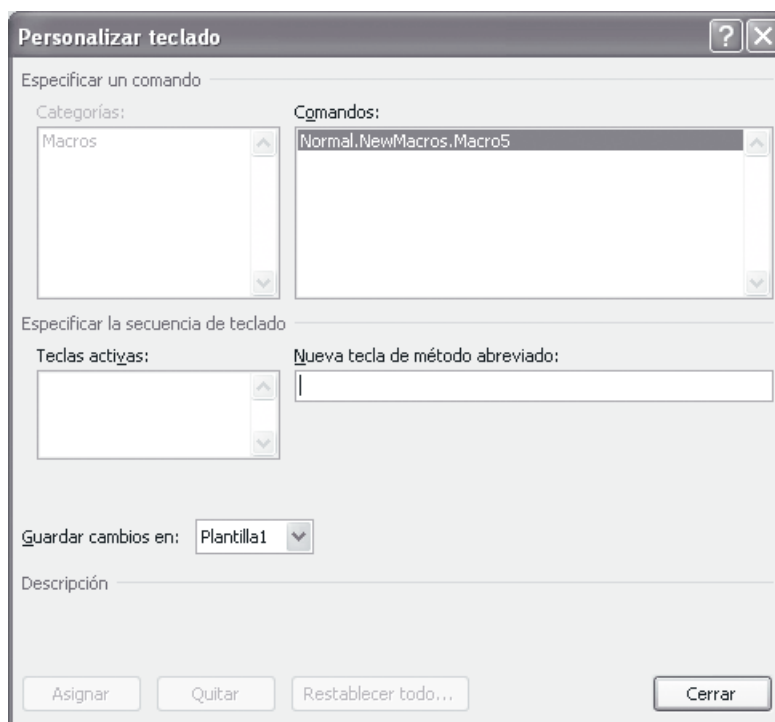 Personalizar teclado
Especificar un comando
Categorías:
Comandos:
Macros
Normal.NewMacros.Macro5
Especificar la secuencia de teclado
Teclas activas:
Nueva tecla de método abreviado:
Guardar cambios en:
Plantilla1
Descripción
Asignar
Quitar
Restablecer todo...
Cerrar